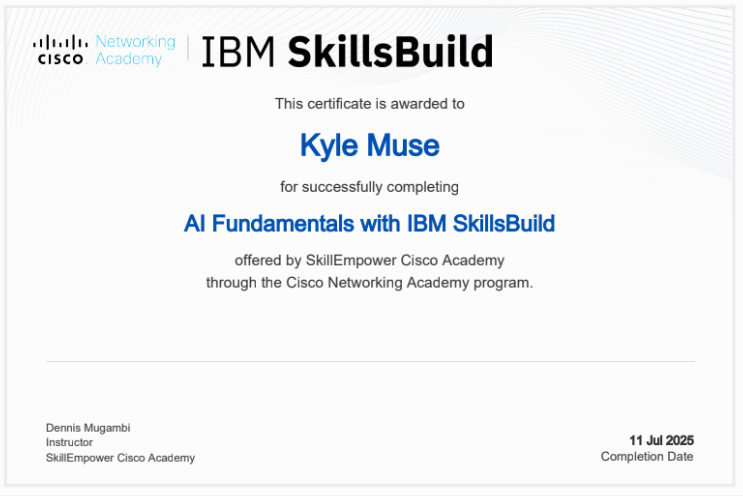 CISCO Networking Academy | IBM SkillsBuild
This certificate is awarded to
Kyle Muse
for successfully completing
AI Fundamentals with IBM SkillsBuild
offered by SkillEmpower Cisco Academy
through the Cisco Networking Academy program.
Dennis Mugambi
Instructor
SkillEmpower Cisco Academy
11 Jul 2025
Completion Date